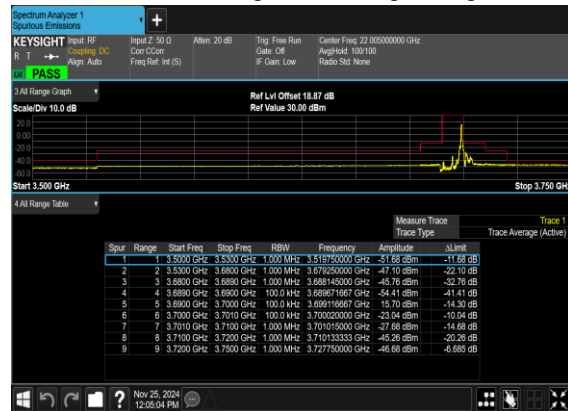 Spectrum Analyzer 1
Spurious Emissions
+
KEYSIGHT Input: RF Input Z: 50 Ω Atten: 20 dB Trig: Free Run Center Freq: 22.005000000 GHz
R T Coupling: DC Corr CCorr Gate: Off Avg|Hold: 100/100
Align: Auto Freq Ref: Int (S) IF Gain: Low Radio Std: None
PASS
3 All Range Graph Ref Lvl Offset 18.87 dB
Scale/Div 10.0 dB Ref Value 30.00 dBm
20.0
0.00
-20.0
-40.0
-60.0
Start 3.500 GHz Stop 3.750 GHz
4 All Range Table
Measure Trace Trace 1
Trace Type Trace Average (Active)
Spur Range Start Freq Stop Freq RBW Frequency Amplitude ΔLimit
1 1 3.5000 GHz 3.5300 GHz 1.000 MHz 3.519750000 GHz -51.68 dBm -11.68 dB
2 2 3.5300 GHz 3.6800 GHz 1.000 MHz 3.679250000 GHz -47.10 dBm -22.10 dB
3 3 3.6800 GHz 3.6890 GHz 1.000 MHz 3.688145000 GHz -45.76 dBm -32.76 dB
4 4 3.6890 GHz 3.6900 GHz 100.0 kHz 3.689671667 GHz -54.41 dBm -41.41 dB
5 5 3.6900 GHz 3.7000 GHz 100.0 kHz 3.699116667 GHz 15.70 dBm -14.30 dB
6 6 3.7000 GHz 3.7010 GHz 100.0 kHz 3.700020000 GHz -23.04 dBm -10.04 dB
7 7 3.7010 GHz 3.7100 GHz 1.000 MHz 3.701015000 GHz -27.68 dBm -14.68 dB
8 8 3.7100 GHz 3.7200 GHz 1.000 MHz 3.710133333 GHz -45.26 dBm -20.26 dB
9 9 3.7200 GHz 3.7500 GHz 1.000 MHz 3.727750000 GHz -46.68 dBm -6.685 dB
? Nov 25, 2024
12:05:04 PM